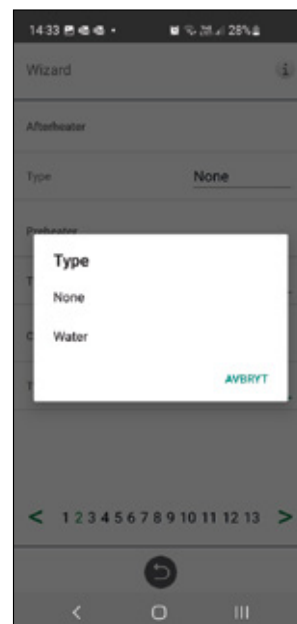 14:33
28%
Wizard
i
Afterheater
Type None
Preheater
Type
None
Water
AVBRYT
< 1 2 3 4 5 6 7 8 9 10 11 12 13 >